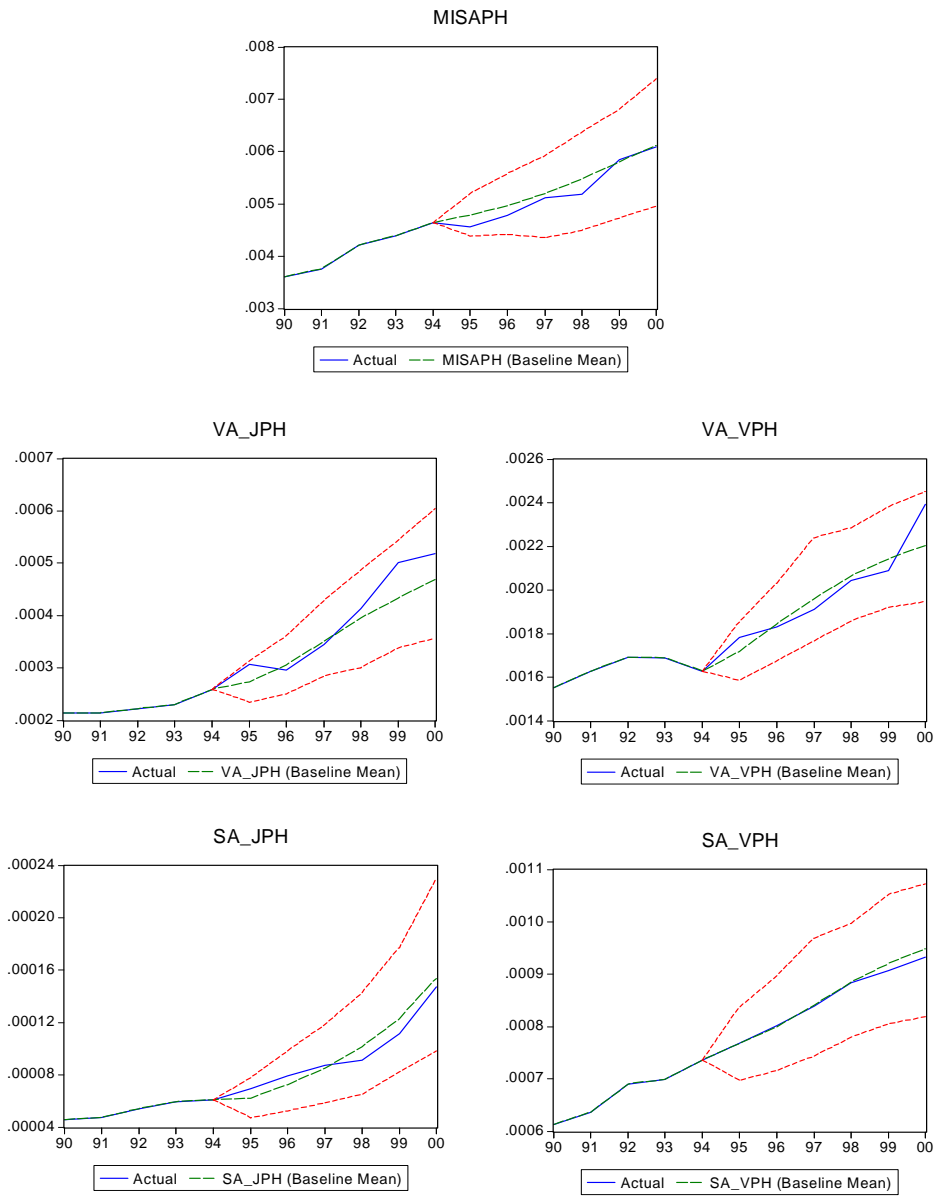 MISAPH
.008
.007
.006
.005
.004
.003
90 91 92 93 94 95 96 97 98 99 00
Actual MISAPH (Baseline Mean)
VA_JPH
.0007
.0006
.0005
.0004
.0003
.0002
90 91 92 93 94 95 96 97 98 99 00
Actual VA_JPH (Baseline Mean)
VA_VPH
.0026
.0024
.0022
.0020
.0018
.0016
.0014
90 91 92 93 94 95 96 97 98 99 00
Actual VA_VPH (Baseline Mean)
SA_JPH
.00024
.00020
.00016
.00012
.00008
.00004
90 91 92 93 94 95 96 97 98 99 00
Actual SA_JPH (Baseline Mean)
SA_VPH
.0011
.0010
.0009
.0008
.0007
.0006
90 91 92 93 94 95 96 97 98 99 00
Actual SA_VPH (Baseline Mean)